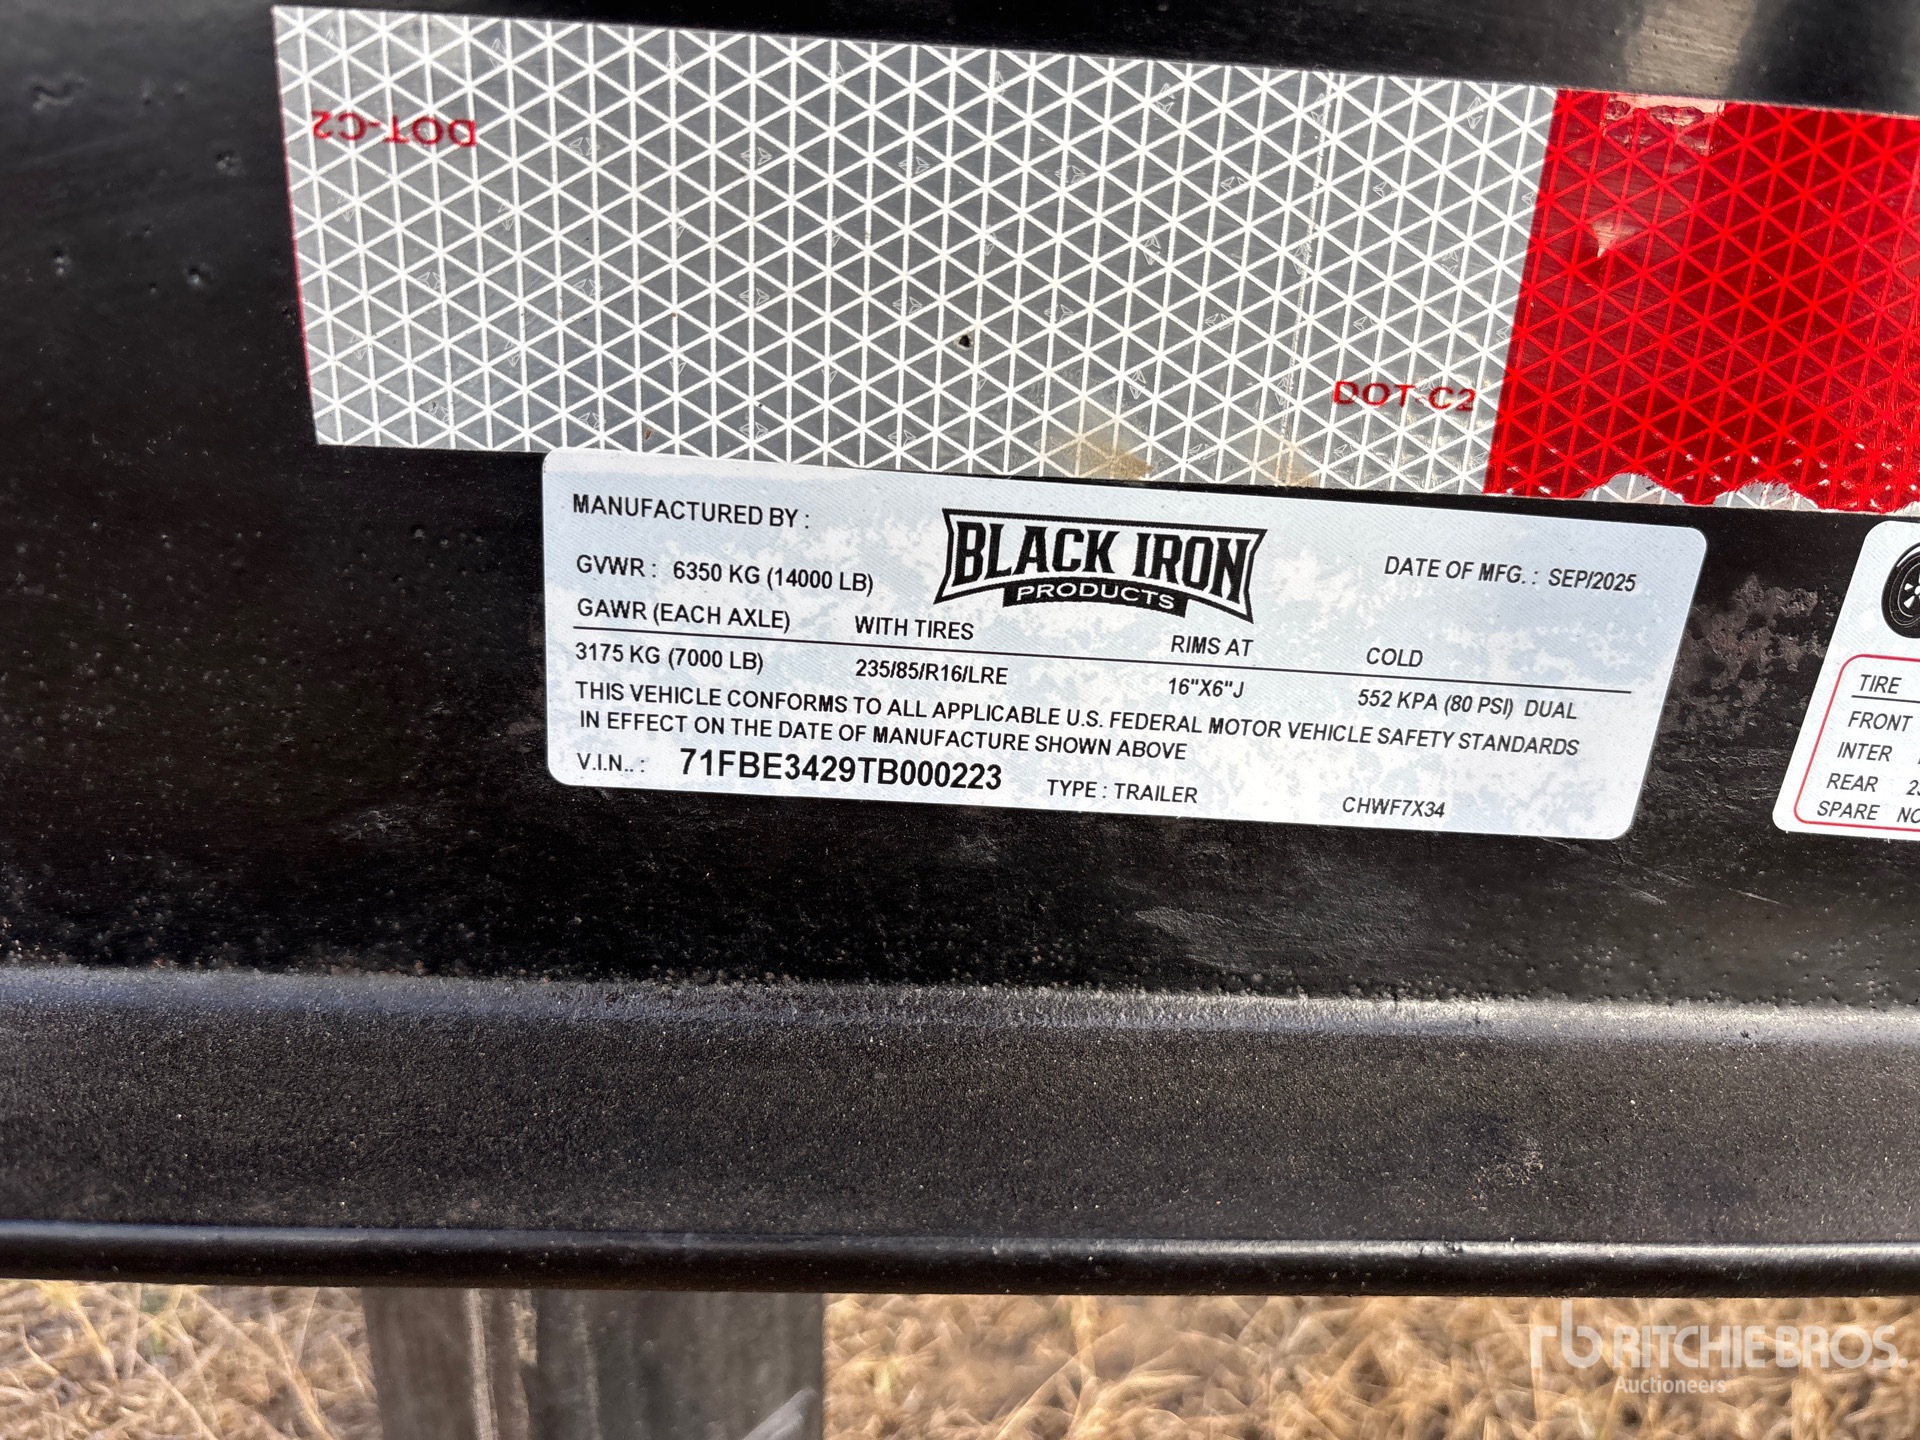 DOT-C2
DOT-C2
MANUFACTURED BY :
BLACK IRON
PRODUCTS
DATE OF MFG. : SEP/2025
GVWR : 6350 KG (14000 LB)
GAWR (EACH AXLE) WITH TIRES RIMS AT COLD
3175 KG (7000 LB) 235/85/R16/LRE 16"X6"J 552 KPA (80 PSI) DUAL
THIS VEHICLE CONFORMS TO ALL APPLICABLE U.S. FEDERAL MOTOR VEHICLE SAFETY STANDARDS
IN EFFECT ON THE DATE OF MANUFACTURE SHOWN ABOVE
V.I.N.. : 71FBE3429TB000223 TYPE : TRAILER CHWF7X34
TIRE
FRONT
INTER
REAR
SPARE
rb RITCHIE BROS.
Auctioneers